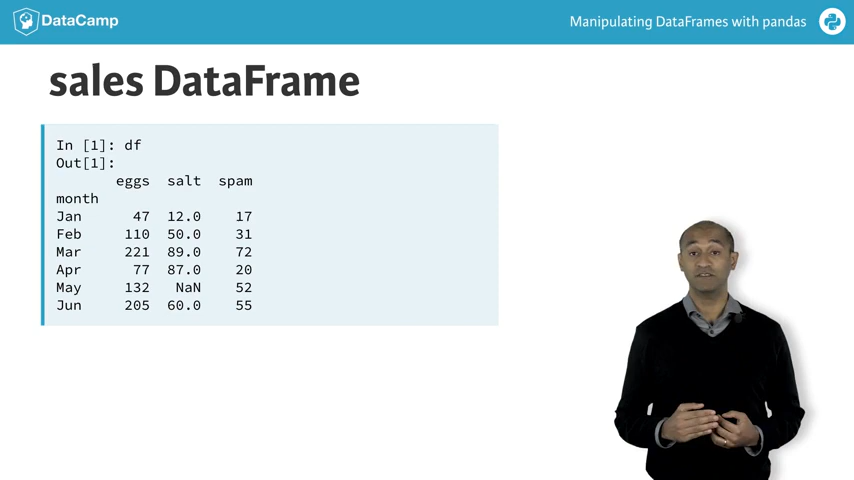 DataCamp
Manipulating DataFrames with pandas
sales DataFrame
In [1]: df
Out[1]:
       eggs  salt  spam
month
Jan      47  12.0    17
Feb     110  50.0    31
Mar     221  89.0    72
Apr      77  87.0    20
May     132   NaN    52
Jun     205  60.0    55